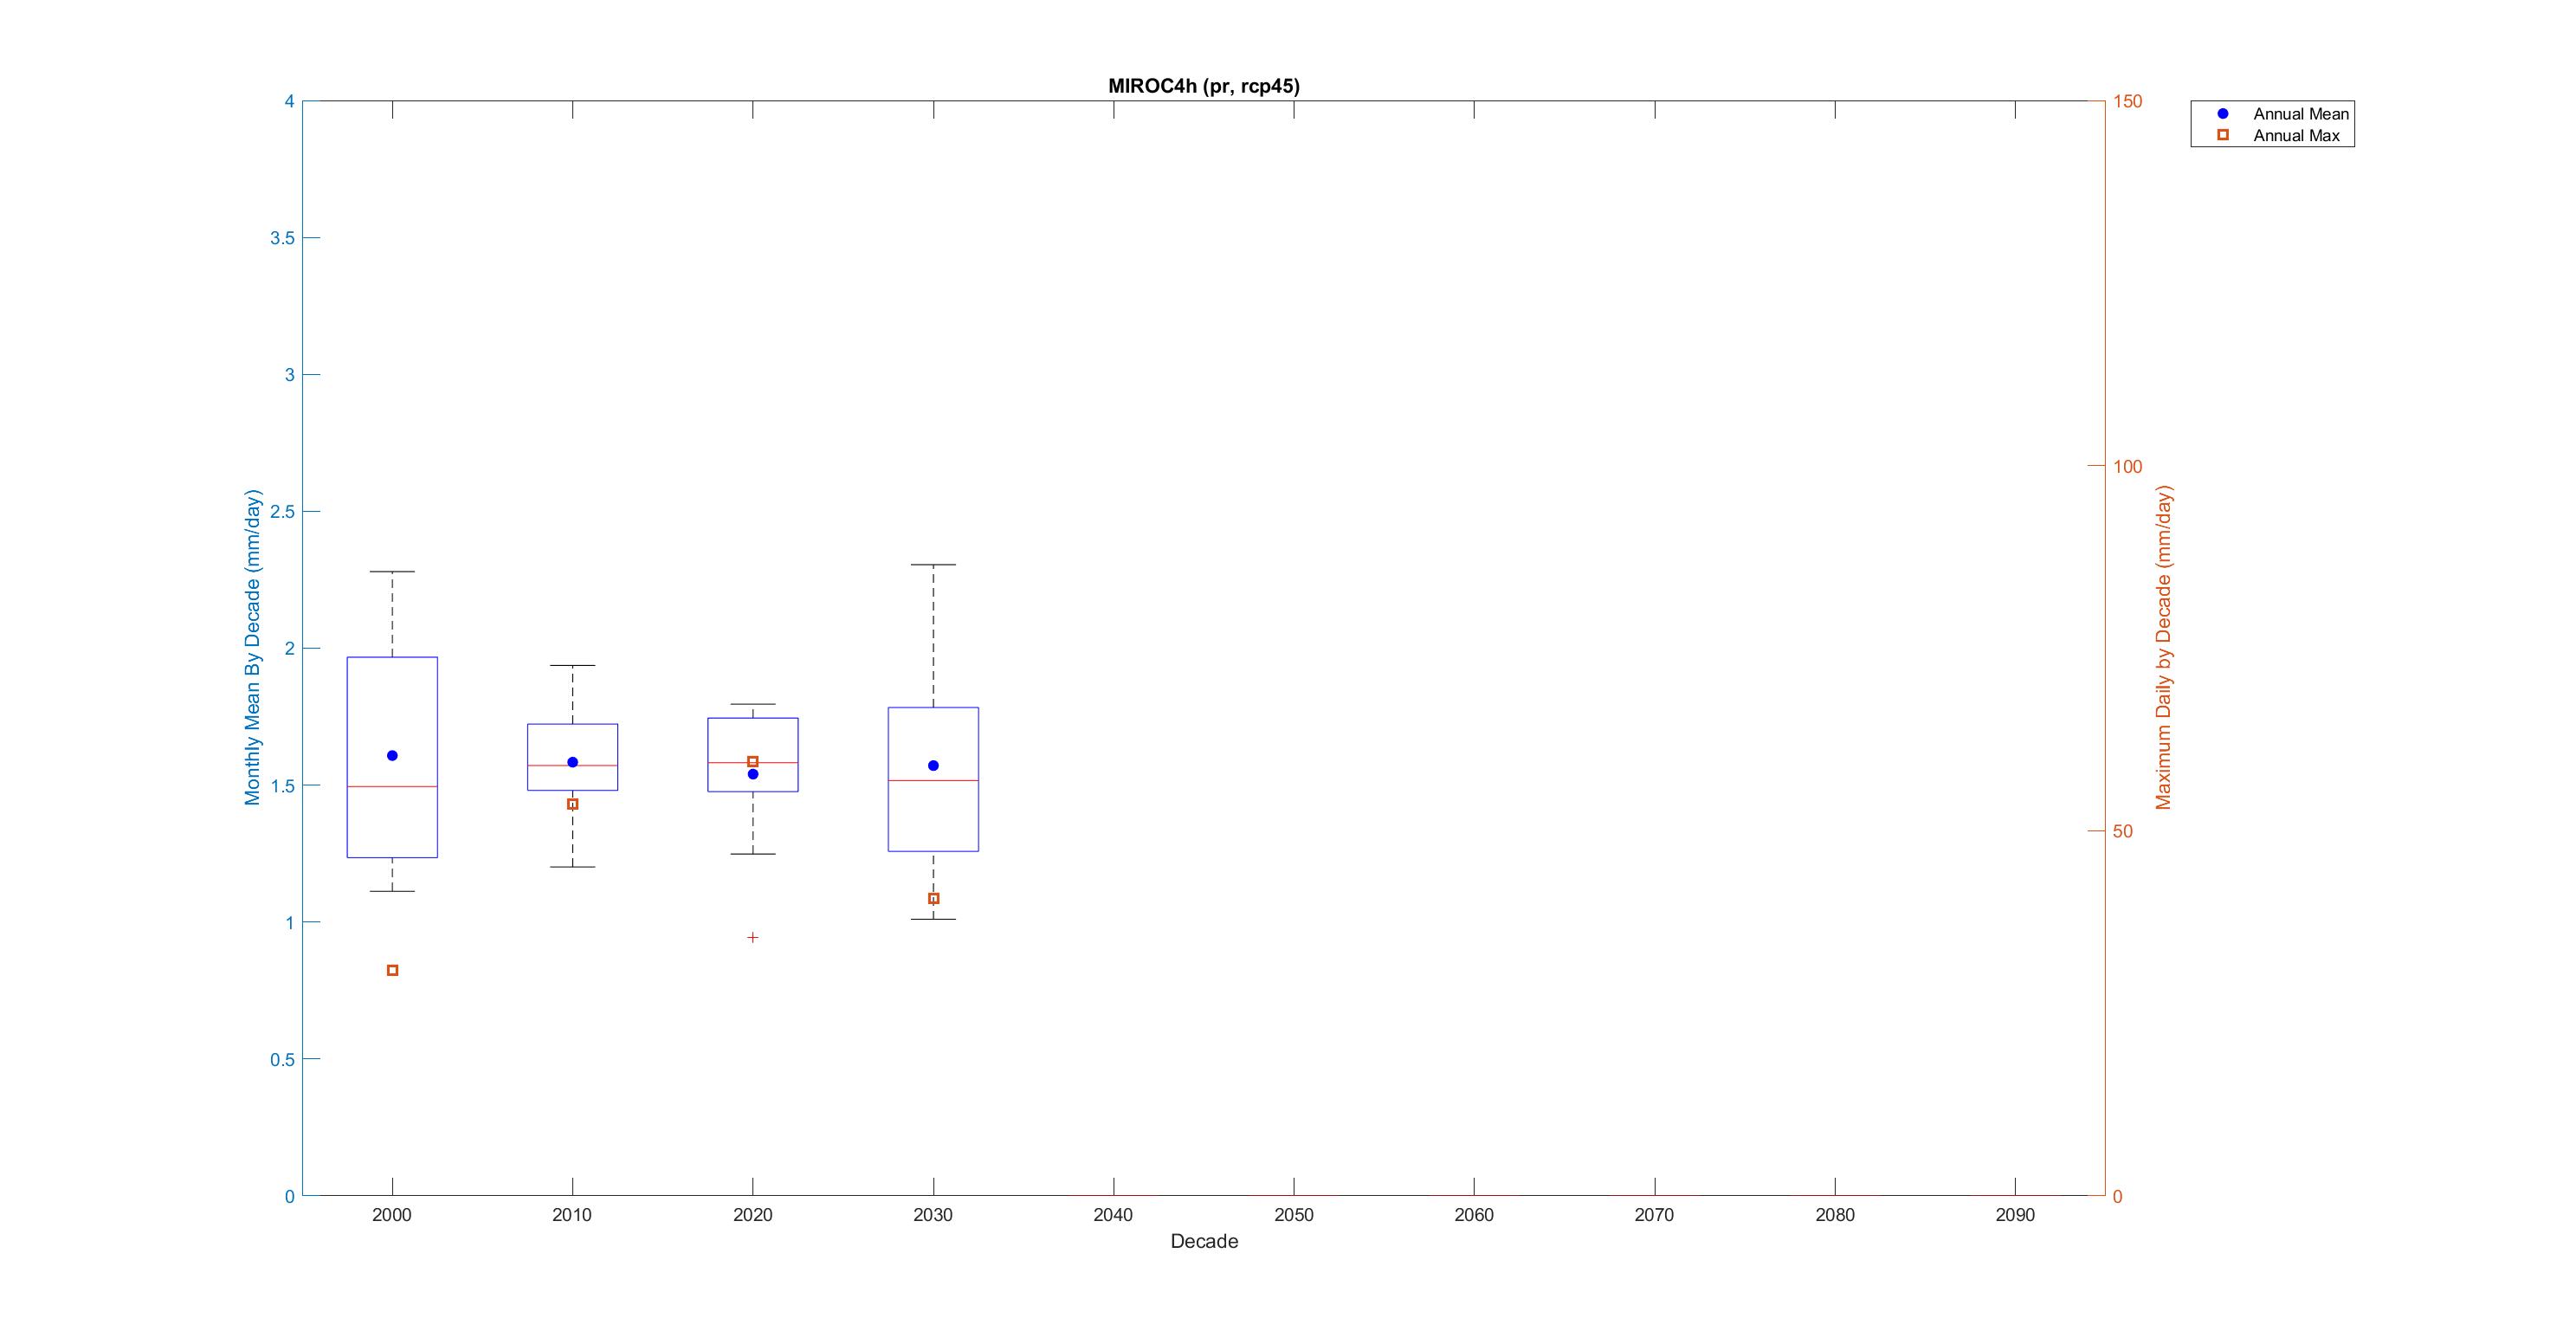 MIROC4h (pr, rcp45)
4
3.5
3
2.5
2
1.5
1
0.5
0
Monthly Mean By Decade (mm/day)
150
100
50
0
Maximum Daily by Decade (mm/day)
Annual Mean
Annual Max
2000 2010 2020 2030 2040 2050 2060 2070 2080 2090
Decade